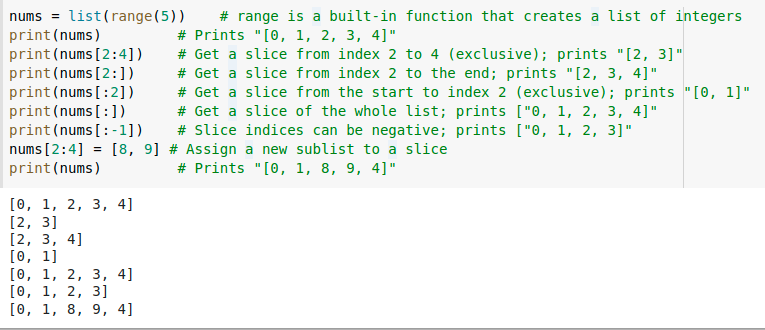 nums = list(range(5))    # range is a built-in function that creates a list of integers
print(nums)         # Prints "[0, 1, 2, 3, 4]"
print(nums[2:4])    # Get a slice from index 2 to 4 (exclusive); prints "[2, 3]"
print(nums[2:])     # Get a slice from index 2 to the end; prints "[2, 3, 4]"
print(nums[:2])     # Get a slice from the start to index 2 (exclusive); prints "[0, 1]"
print(nums[:])      # Get a slice of the whole list; prints ["0, 1, 2, 3, 4]"
print(nums[:-1])    # Slice indices can be negative; prints ["0, 1, 2, 3]"
nums[2:4] = [8, 9] # Assign a new sublist to a slice
print(nums)         # Prints "[0, 1, 8, 9, 4]"
[0, 1, 2, 3, 4]
[2, 3]
[2, 3, 4]
[0, 1]
[0, 1, 2, 3, 4]
[0, 1, 2, 3]
[0, 1, 8, 9, 4]